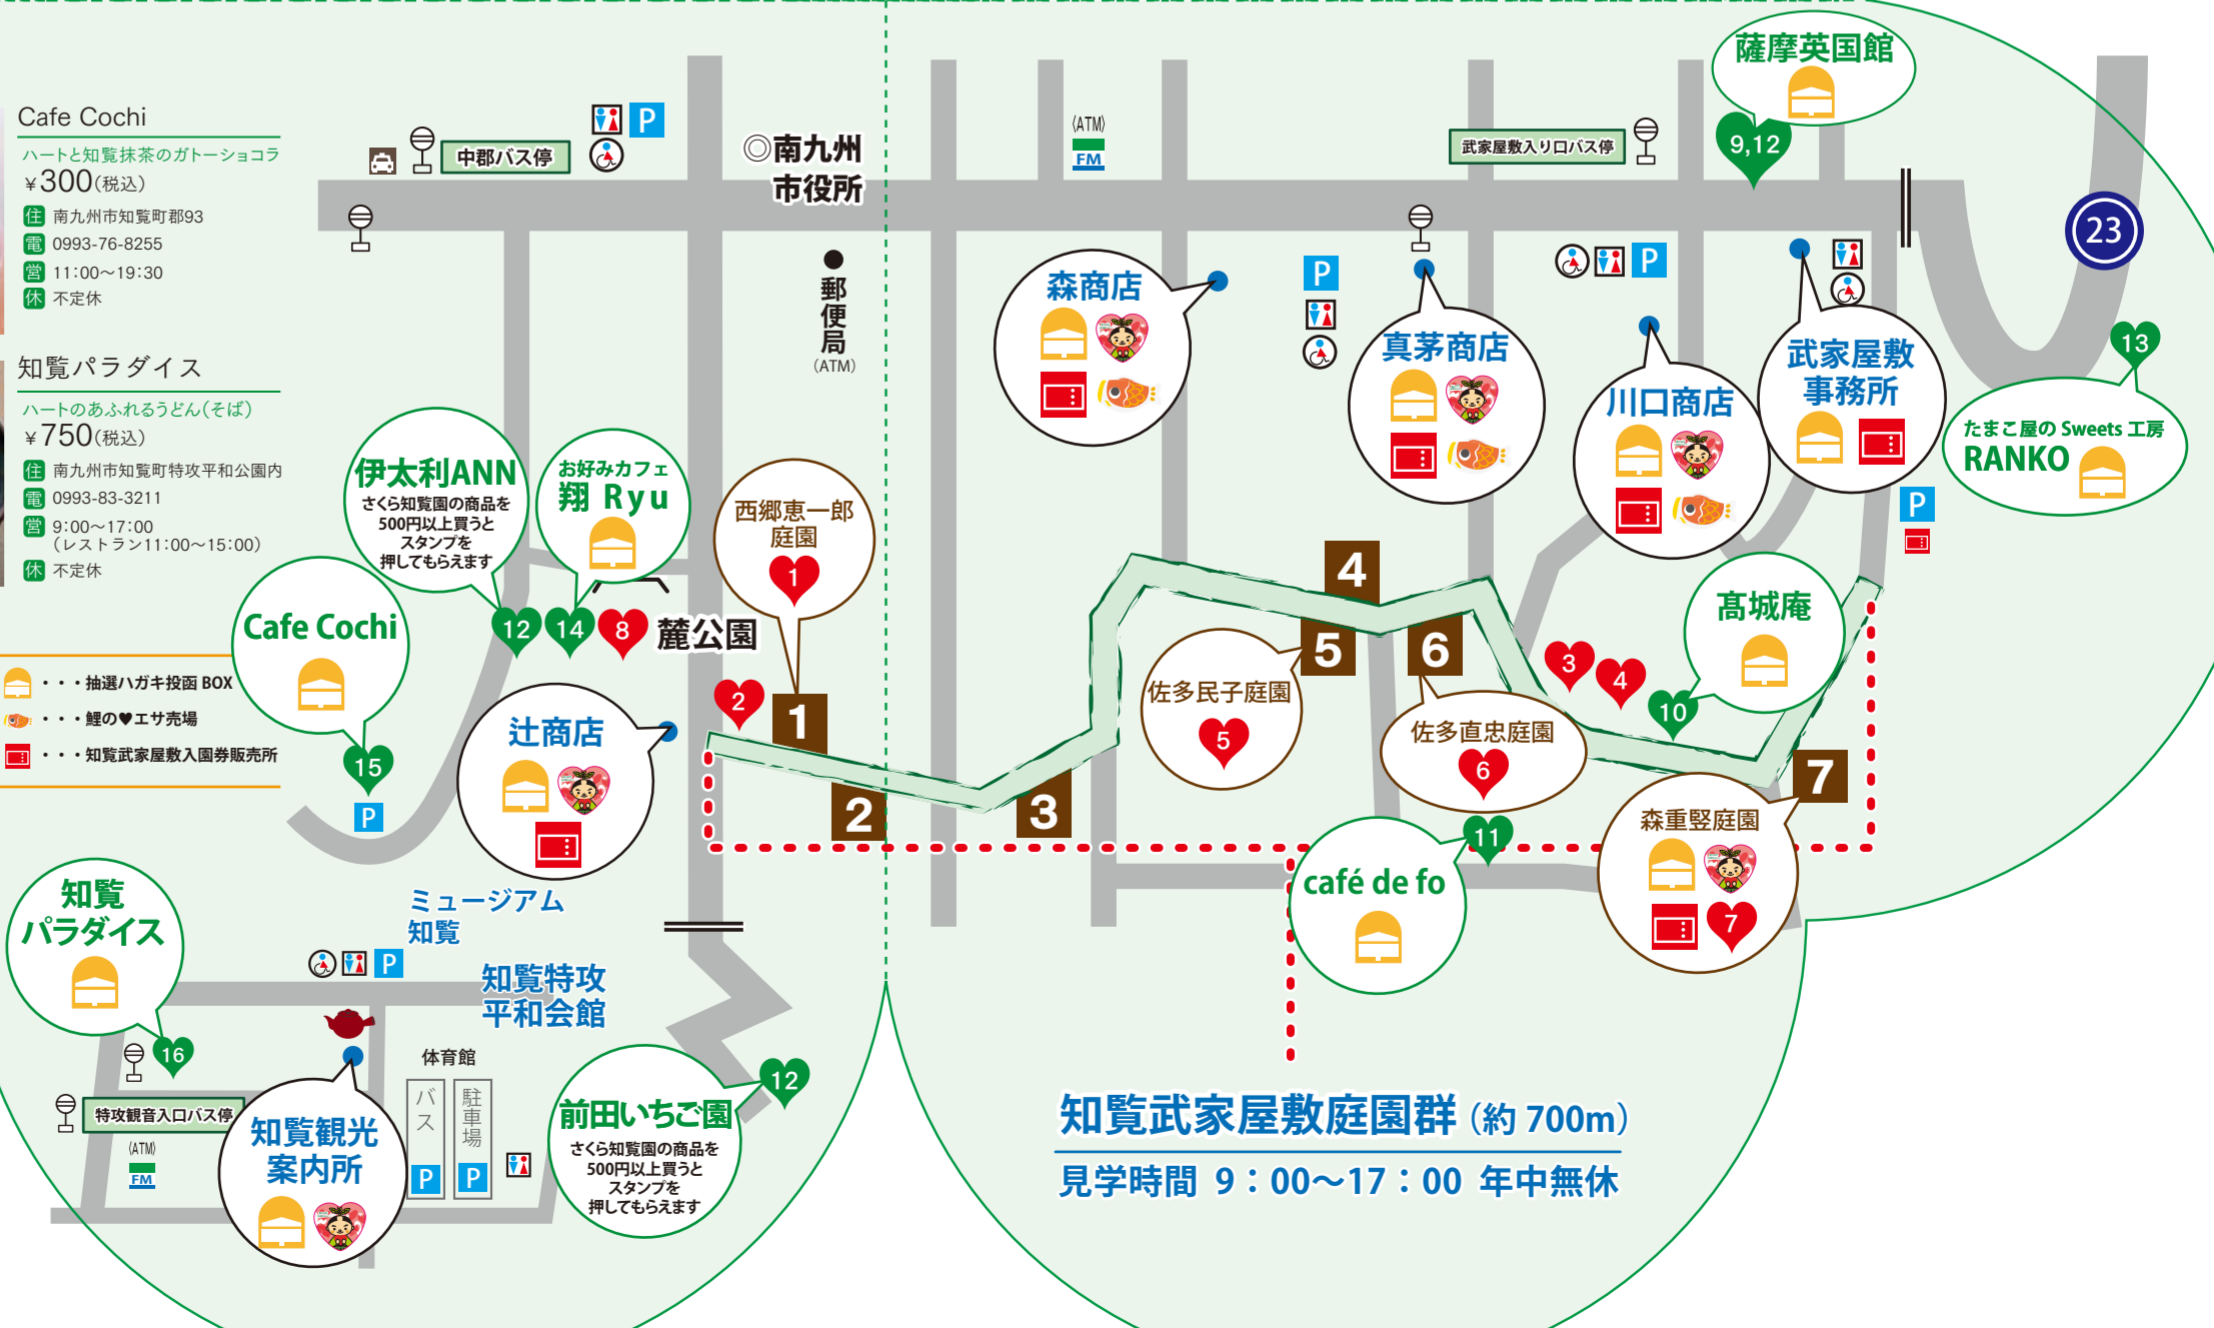 Cafe Cochi
ハートと知覧抹茶のガトーショコラ
¥300(税込)
住 南九州市知覧町郡93
電 0993-76-8255
営 11:00〜19:30
休 不定休
知覧パラダイス
ハートのあふれるうどん(そば)
¥750(税込)
住 南九州市知覧町特攻平和公園内
電 0993-83-3211
営 9:00〜17:00
(レストラン11:00〜15:00)
休 不定休
・・・抽選ハガキ投函 BOX
・・・鯉の♥エサ売場
・・・知覧武家屋敷入園券販売所
中郡バス停
P
◎南九州
市役所
●郵便局
(ATM)
(ATM)
FM
武家屋敷入り口バス停
薩摩英国館
9,12
23
森商店
P
真茅商店
P
川口商店
武家屋敷
事務所
P
13
たまこ屋の Sweets 工房
RANKO
伊太利ANN
さくら知覧園の商品を
500円以上買うと
スタンプを
押してもらえます
12
お好みカフェ
翔 Ryu
14
8
麓公園
西郷恵一郎
庭園
1
2
1
Cafe Cochi
15
P
辻商店
2
3
4
5
6
佐多民子庭園
5
佐多直忠庭園
6
3
4
10
髙城庵
7
森重堅庭園
7
café de fo
11
知覧
パラダイス
16
ミュージアム
知覧
P
知覧特攻
平和会館
特攻観音入口バス停
(ATM)
FM
知覧観光
案内所
体育館
バス
P
駐車場
P
前田いちご園
さくら知覧園の商品を
500円以上買うと
スタンプを
押してもらえます
12
知覧武家屋敷庭園群(約 700m)
見学時間 9:00〜17:00 年中無休